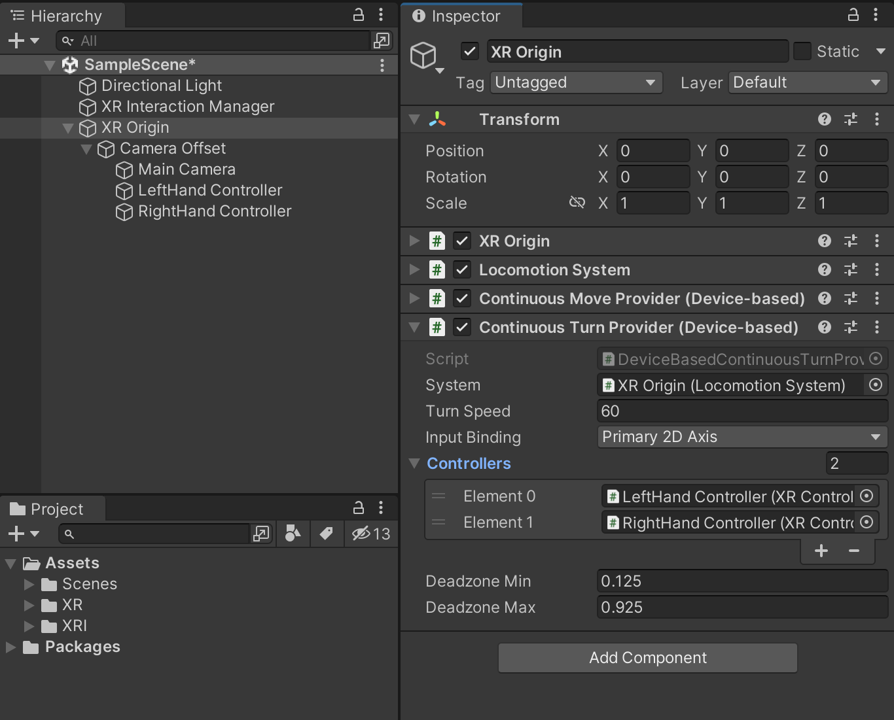 Hierarchy
All
SampleScene*
Directional Light
XR Interaction Manager
XR Origin
Camera Offset
Main Camera
LeftHand Controller
RightHand Controller
Project
13
Assets
Scenes
XR
XRI
Packages
Inspector
XR Origin Static
Tag Untagged Layer Default
Transform
Position X 0 Y 0 Z 0
Rotation X 0 Y 0 Z 0
Scale X 1 Y 1 Z 1
# XR Origin
# Locomotion System
# Continuous Move Provider (Device-based)
# Continuous Turn Provider (Device-based)
Script # DeviceBasedContinuousTurnProv
System # XR Origin (Locomotion System)
Turn Speed 60
Input Binding Primary 2D Axis
Controllers 2
Element 0 # LeftHand Controller (XR Control
Element 1 # RightHand Controller (XR Contro
+ −
Deadzone Min 0.125
Deadzone Max 0.925
Add Component